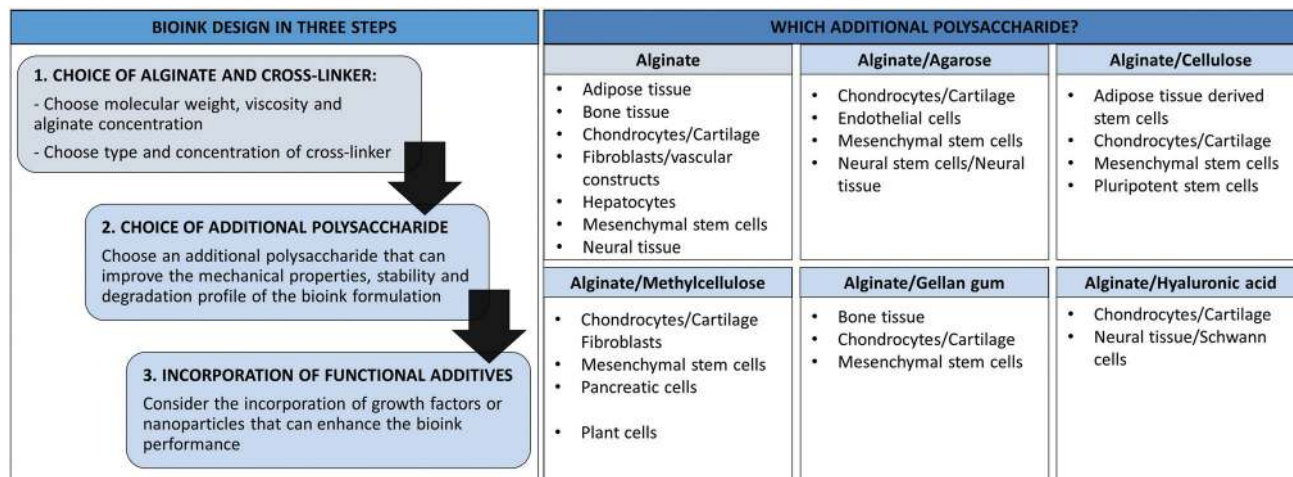 BIOINK DESIGN IN THREE STEPS
1. CHOICE OF ALGINATE AND CROSS-LINKER:
- Choose molecular weight, viscosity and
alginate concentration
- Choose type and concentration of cross-linker
2. CHOICE OF ADDITIONAL POLYSACCHARIDE
Choose an additional polysaccharide that can
improve the mechanical properties, stability and
degradation profile of the bioink formulation
3. INCORPORATION OF FUNCTIONAL ADDITIVES
Consider the incorporation of growth factors or
nanoparticles that can enhance the bioink
performance
WHICH ADDITIONAL POLYSACCHARIDE?
Alginate
• Adipose tissue
• Bone tissue
• Chondrocytes/Cartilage
• Fibroblasts/vascular
constructs
• Hepatocytes
• Mesenchymal stem cells
• Neural tissue
Alginate/Agarose
• Chondrocytes/Cartilage
• Endothelial cells
• Mesenchymal stem cells
• Neural stem cells/Neural
tissue
Alginate/Cellulose
• Adipose tissue derived
stem cells
• Chondrocytes/Cartilage
• Mesenchymal stem cells
• Pluripotent stem cells
Alginate/Methylcellulose
• Chondrocytes/Cartilage
Fibroblasts
• Mesenchymal stem cells
• Pancreatic cells
• Plant cells
Alginate/Gellan gum
• Bone tissue
• Chondrocytes/Cartilage
• Mesenchymal stem cells
Alginate/Hyaluronic acid
• Chondrocytes/Cartilage
• Neural tissue/Schwann
cells